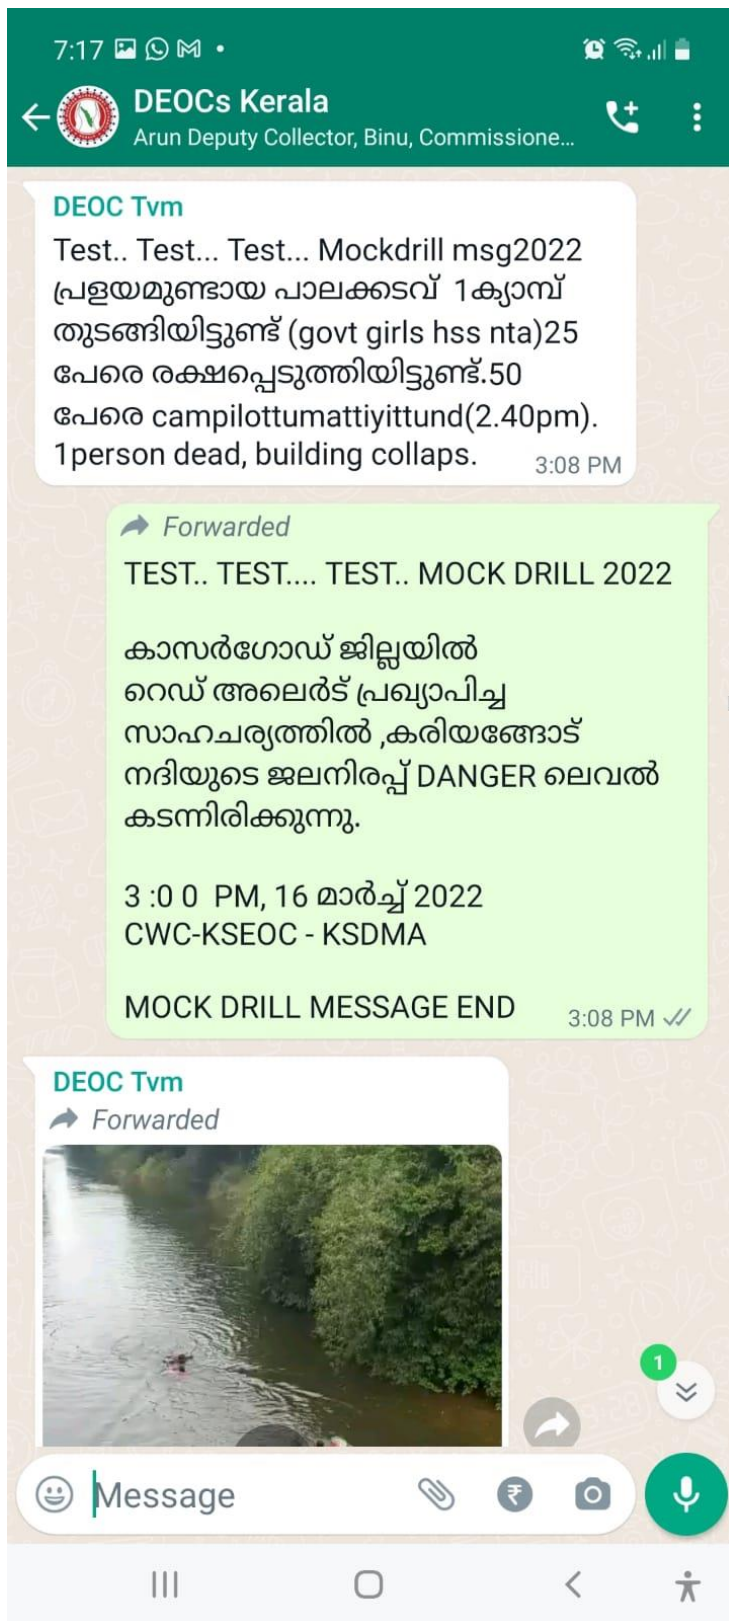 7:17
DEOCs Kerala
Arun Deputy Collector, Binu, Commissione...
DEOC Tvm
Test.. Test... Test... Mockdrill msg2022
പ്രളയമുണ്ടായ പാലക്കടവ് 1ക്യാമ്പ്
തുടങ്ങിയിട്ടുണ്ട് (govt girls hss nta)25
പേരെ രക്ഷപ്പെടുത്തിയിട്ടുണ്ട്.50
പേരെ campilottumattiyittund(2.40pm).
1person dead, building collaps.
3:08 PM
Forwarded
TEST.. TEST.... TEST.. MOCK DRILL 2022
കാസർഗോഡ് ജില്ലയിൽ
റെഡ് അലെർട് പ്രഖ്യാപിച്ച
സാഹചര്യത്തിൽ ,കരിയങ്ങോട്
നദിയുടെ ജലനിരപ്പ് DANGER ലെവൽ
കടന്നിരിക്കുന്നു.
3 :0 0 PM, 16 മാർച്ച് 2022
CWC-KSEOC - KSDMA
MOCK DRILL MESSAGE END
3:08 PM
DEOC Tvm
Forwarded
1
Message